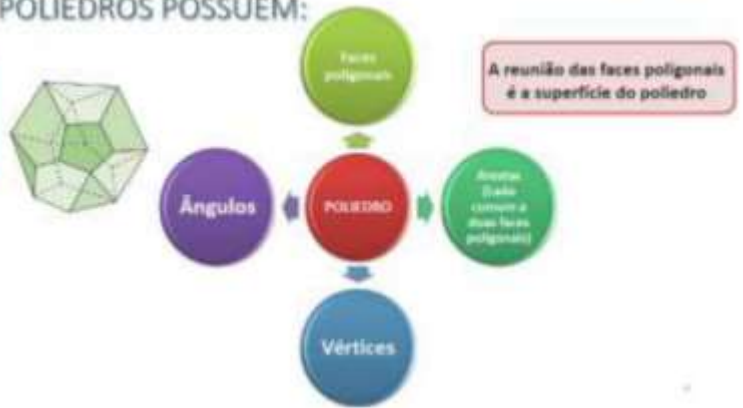 POLIEDROS POSSUEM:
Faces
poligonais
A reunião das faces poligonais
é a superfície do poliedro
Ângulos
POLIEDRO
Arestas
(Lado
comum a
duas faces
poligonais)
Vértices